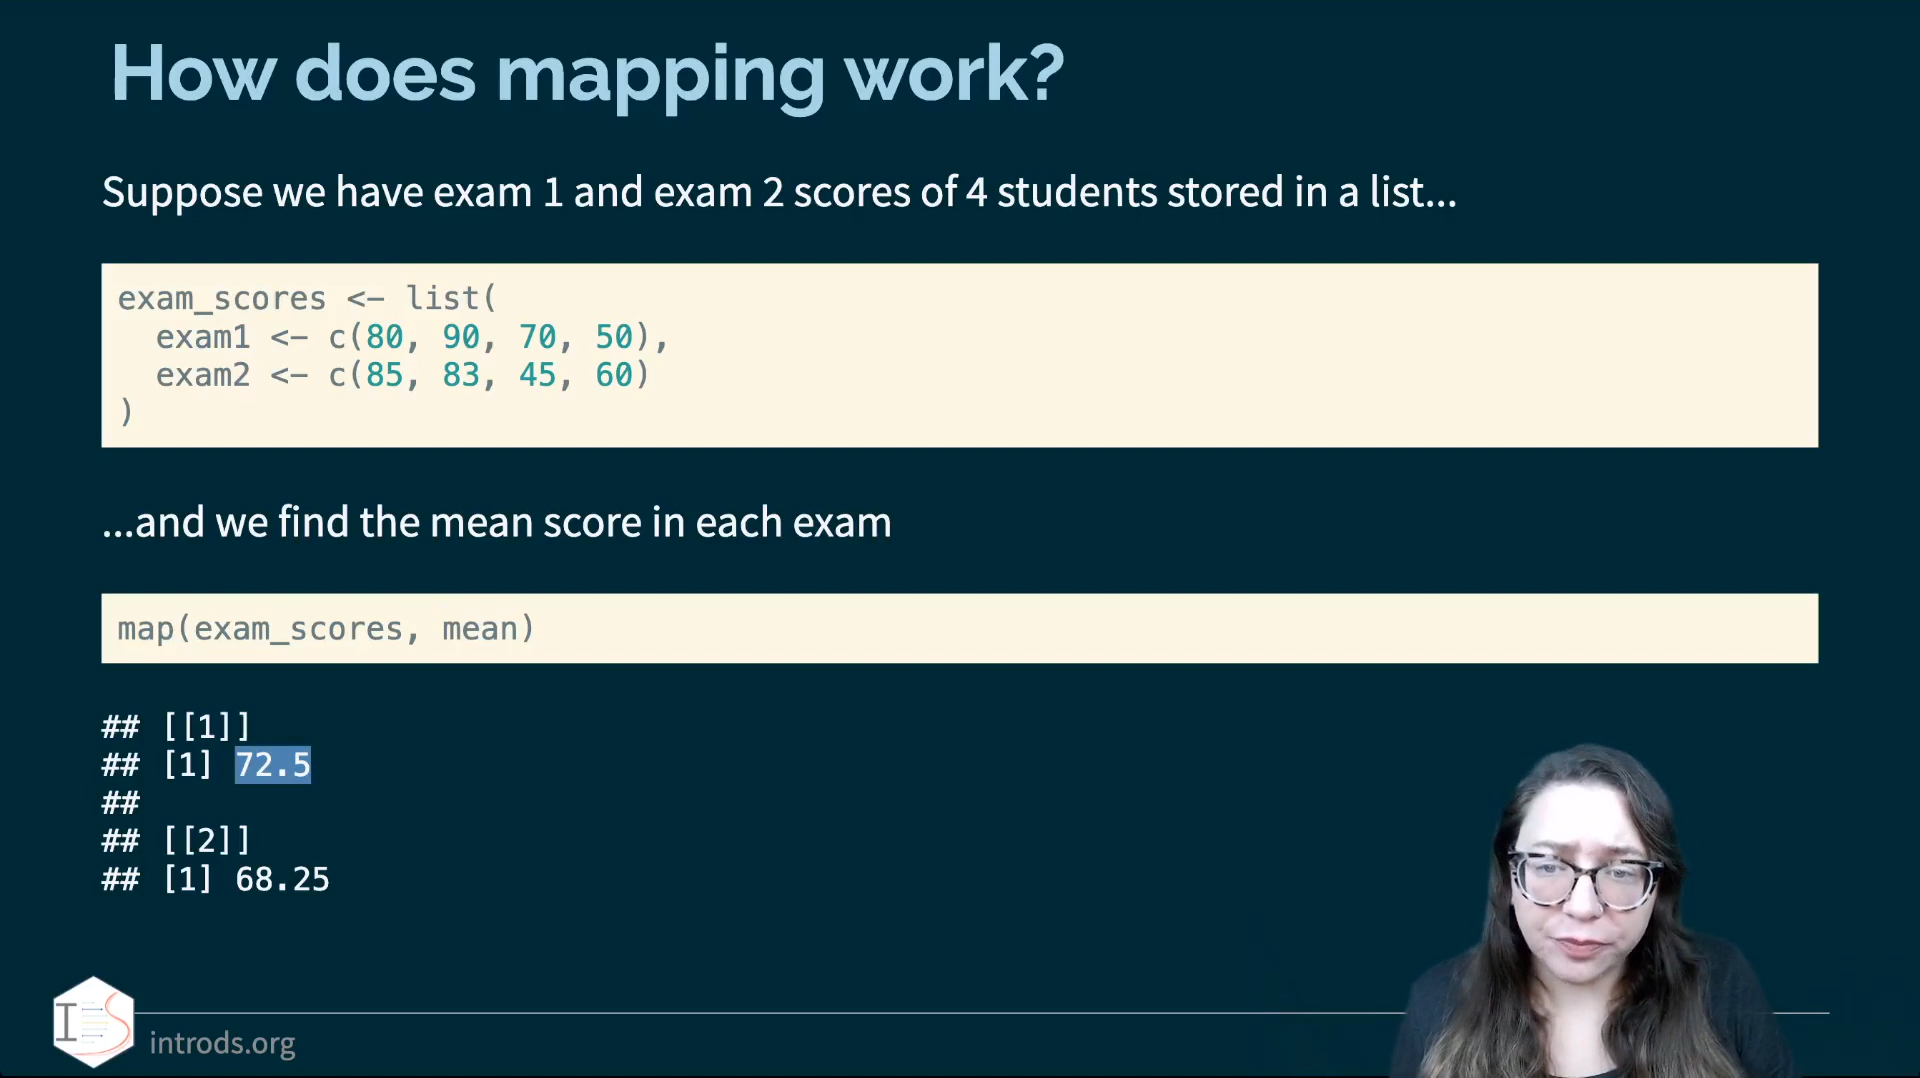 How does mapping work?
Suppose we have exam 1 and exam 2 scores of 4 students stored in a list...
exam_scores <- list(
  exam1 <- c(80, 90, 70, 50),
  exam2 <- c(85, 83, 45, 60)
)
...and we find the mean score in each exam
map(exam_scores, mean)
## [[1]]
## [1] 72.5
##
## [[2]]
## [1] 68.25
IDS
introds.org